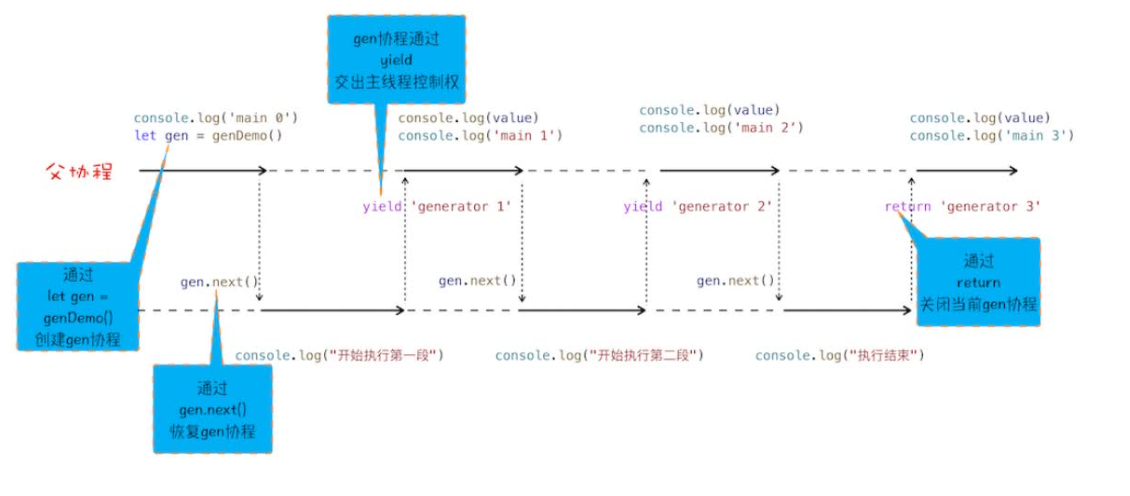 gen协程通过
yield
交出主线程控制权
console.log('main 0')
let gen = genDemo()
console.log(value)
console.log('main 1')
console.log(value)
console.log('main 2')
console.log(value)
console.log('main 3')
父协程
yield 'generator 1'
yield 'generator 2'
return 'generator 3'
通过
let gen =
genDemo()
创建gen协程
gen.next()
gen.next()
gen.next()
通过
return
关闭当前gen协程
console.log("开始执行第一段")
console.log("开始执行第二段")
console.log("执行结束")
通过
gen.next()
恢复gen协程